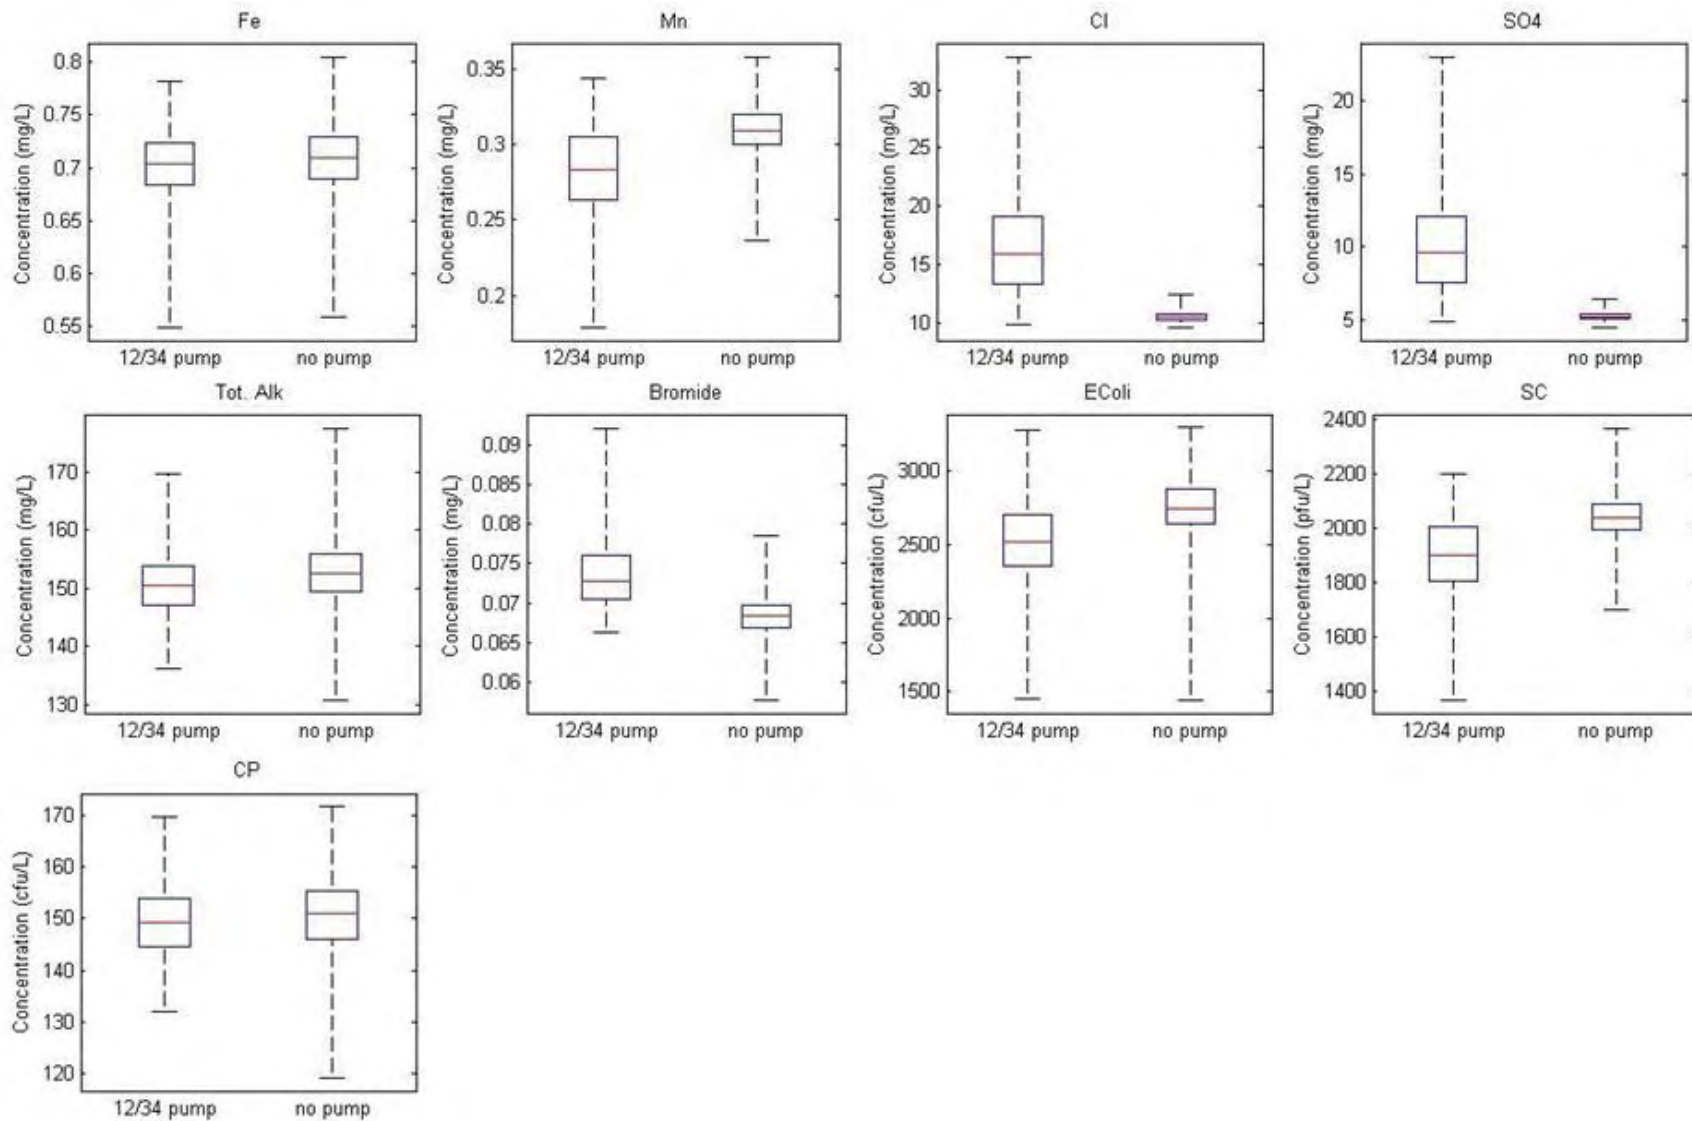 Fe
Concentration (mg/L)
0.8
0.75
0.7
0.65
0.6
0.55
12/34 pump
no pump
Mn
Concentration (mg/L)
0.35
0.3
0.25
0.2
12/34 pump
no pump
Cl
Concentration (mg/L)
30
25
20
15
10
12/34 pump
no pump
SO4
Concentration (mg/L)
20
15
10
5
12/34 pump
no pump
Tot. Alk
Concentration (mg/L)
170
160
150
140
130
12/34 pump
no pump
Bromide
Concentration (mg/L)
0.09
0.085
0.08
0.075
0.07
0.065
0.06
12/34 pump
no pump
EColi
Concentration (cfu/L)
3000
2500
2000
1500
12/34 pump
no pump
SC
Concentration (pfu/L)
2400
2200
2000
1800
1600
1400
12/34 pump
no pump
CP
Concentration (cfu/L)
170
160
150
140
130
120
12/34 pump
no pump